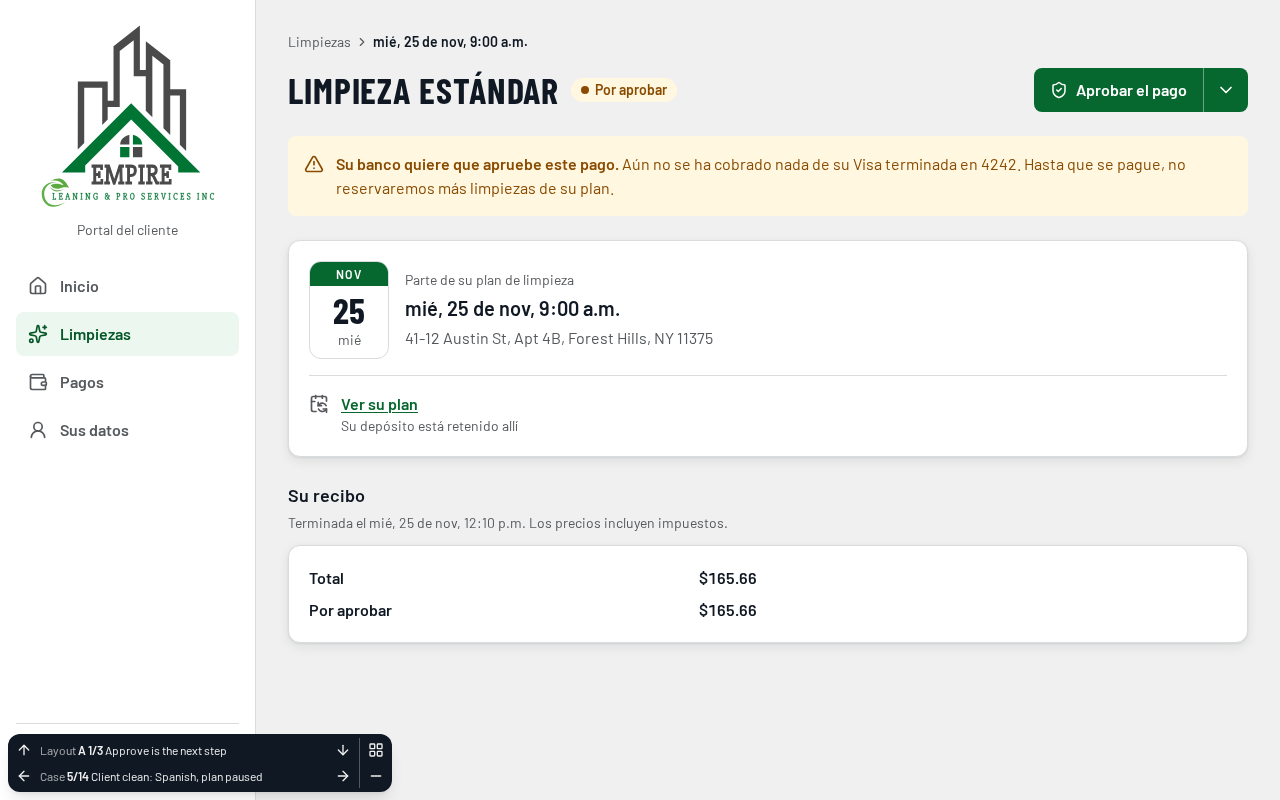 EMPIRE
LEANING & PRO SERVICES INC
Portal del cliente
Inicio
Limpiezas
Pagos
Sus datos
Limpiezas > mié, 25 de nov, 9:00 a.m.
LIMPIEZA ESTÁNDAR
Por aprobar
Aprobar el pago
Su banco quiere que apruebe este pago. Aún no se ha cobrado nada de su Visa terminada en 4242. Hasta que se pague, no
reservaremos más limpiezas de su plan.
NOV
25
mié
Parte de su plan de limpieza
mié, 25 de nov, 9:00 a.m.
41-12 Austin St, Apt 4B, Forest Hills, NY 11375
Ver su plan
Su depósito está retenido allí
Su recibo
Terminada el mié, 25 de nov, 12:10 p.m. Los precios incluyen impuestos.
Total $165.66
Por aprobar $165.66
Layout A 1/3 Approve is the next step
Case 5/14 Client clean: Spanish, plan paused